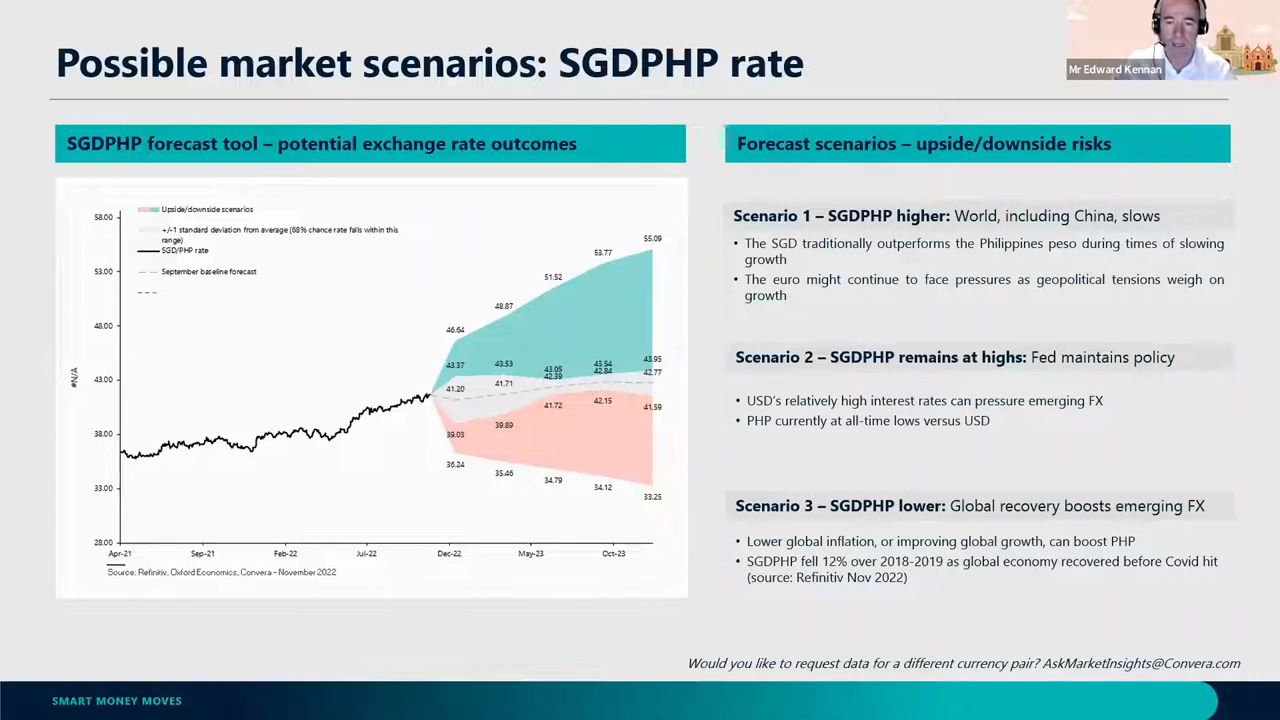 Possible market scenarios: SGDPHP rate
Mr Edward Kennan
SGDPHP forecast tool – potential exchange rate outcomes
Upside/downside scenarios
+/-1 standard deviation from average (68% chance rate falls within this
range)
SGD/PHP rate
September baseline forecast
#N/A
58.00
53.00
48.00
43.00
38.00
33.00
28.00
55.09
53.77
51.52
48.87
46.64
43.37
43.53
43.05
43.54
43.95
41.20
41.71
42.39
42.84
42.77
39.03
39.89
41.72
42.15
41.59
36.24
35.46
34.79
34.12
33.25
Apr-21
Sep-21
Feb-22
Jul-22
Dec-22
May-23
Oct-23
Source: Refinitiv, Oxford Economics, Convera – November 2022
Forecast scenarios – upside/downside risks
Scenario 1 – SGDPHP higher: World, including China, slows
• The SGD traditionally outperforms the Philippines peso during times of slowing
growth
• The euro might continue to face pressures as geopolitical tensions weigh on
growth
Scenario 2 – SGDPHP remains at highs: Fed maintains policy
• USD's relatively high interest rates can pressure emerging FX
• PHP currently at all-time lows versus USD
Scenario 3 – SGDPHP lower: Global recovery boosts emerging FX
• Lower global inflation, or improving global growth, can boost PHP
• SGDPHP fell 12% over 2018-2019 as global economy recovered before Covid hit
(source: Refinitiv Nov 2022)
Would you like to request data for a different currency pair? AskMarketInsights@Convera.com
SMART MONEY MOVES